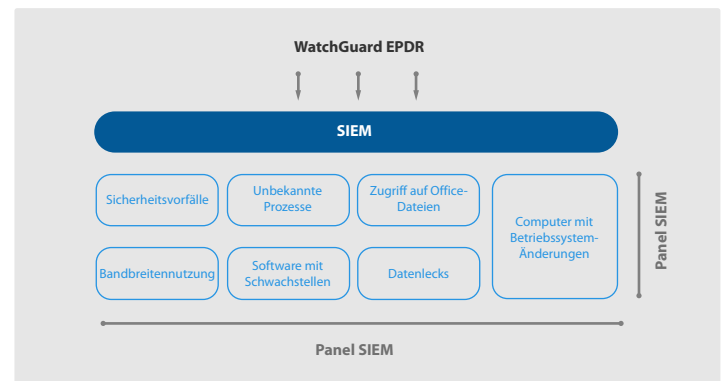 WatchGuard EPDR
SIEM
Sicherheitsvorfälle
Unbekannte
Prozesse
Zugriff auf Office-
Dateien
Computer mit
Betriebssystem-
Änderungen
Bandbreitennutzung
Software mit
Schwachstellen
Datenlecks
Panel SIEM
Panel SIEM